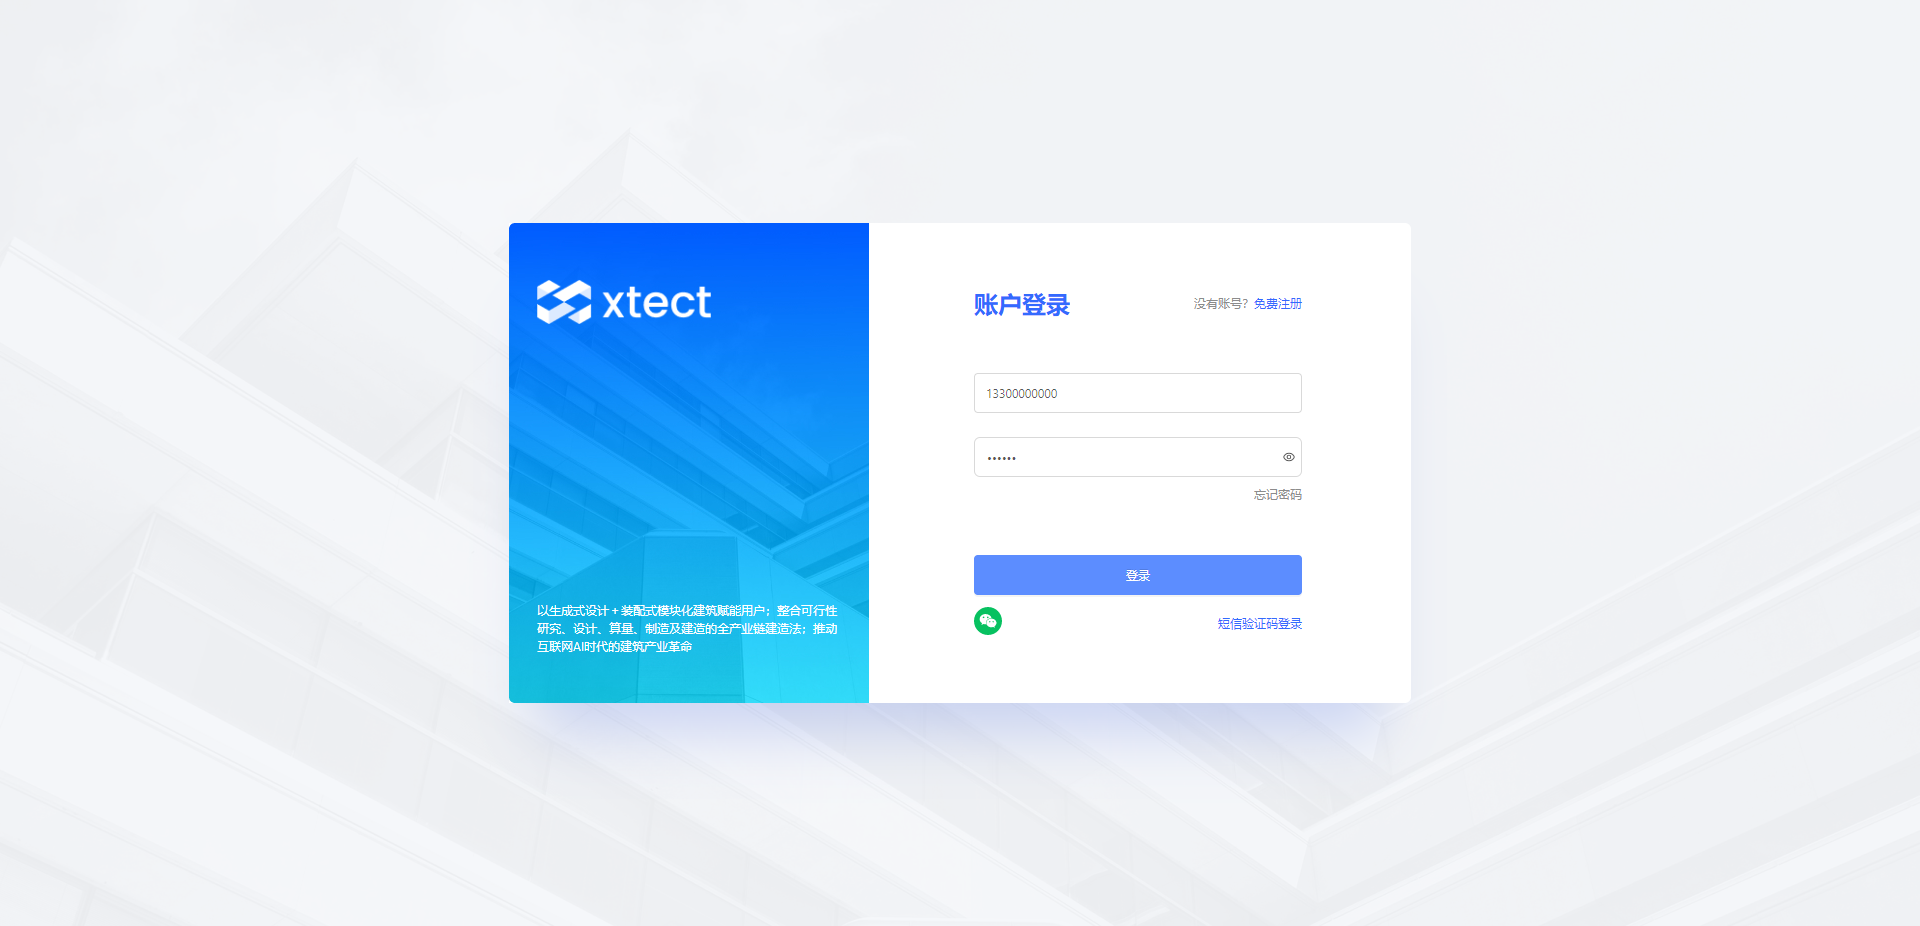 xtect
以生成式设计+装配式模块化建筑赋能用户；整合可行性
研究、设计、算量、制造及建造的全产业链建造法；推动
互联网AI时代的建筑产业革命
账户登录
没有账号？免费注册
13300000000
••••••
忘记密码
登录
短信验证码登录